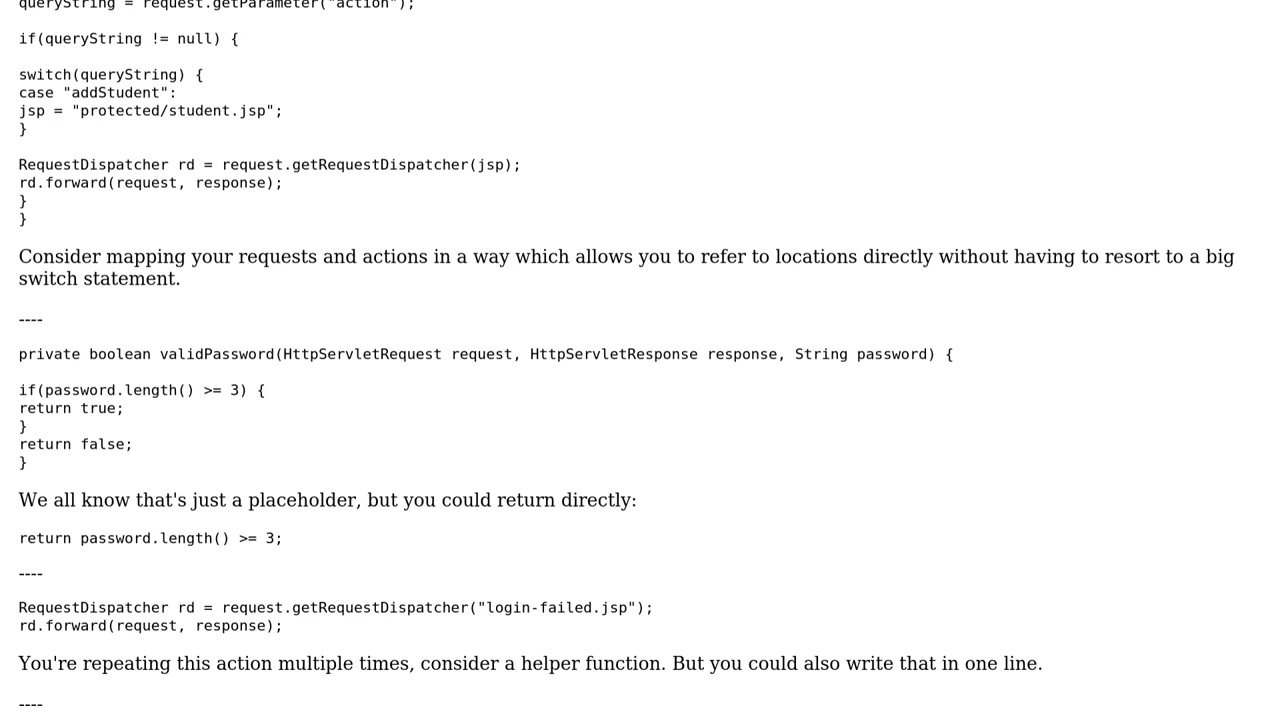 queryString = request.getParameter("action");
if(queryString != null) {
switch(queryString) {
case "addStudent":
jsp = "protected/student.jsp";
}
RequestDispatcher rd = request.getRequestDispatcher(jsp);
rd.forward(request, response);
}
}
Consider mapping your requests and actions in a way which allows you to refer to locations directly without having to resort to a big
switch statement.
----
private boolean validPassword(HttpServletRequest request, HttpServletResponse response, String password) {
if(password.length() >= 3) {
return true;
}
return false;
}
We all know that's just a placeholder, but you could return directly:
return password.length() >= 3;
----
RequestDispatcher rd = request.getRequestDispatcher("login-failed.jsp");
rd.forward(request, response);
You're repeating this action multiple times, consider a helper function. But you could also write that in one line.
----